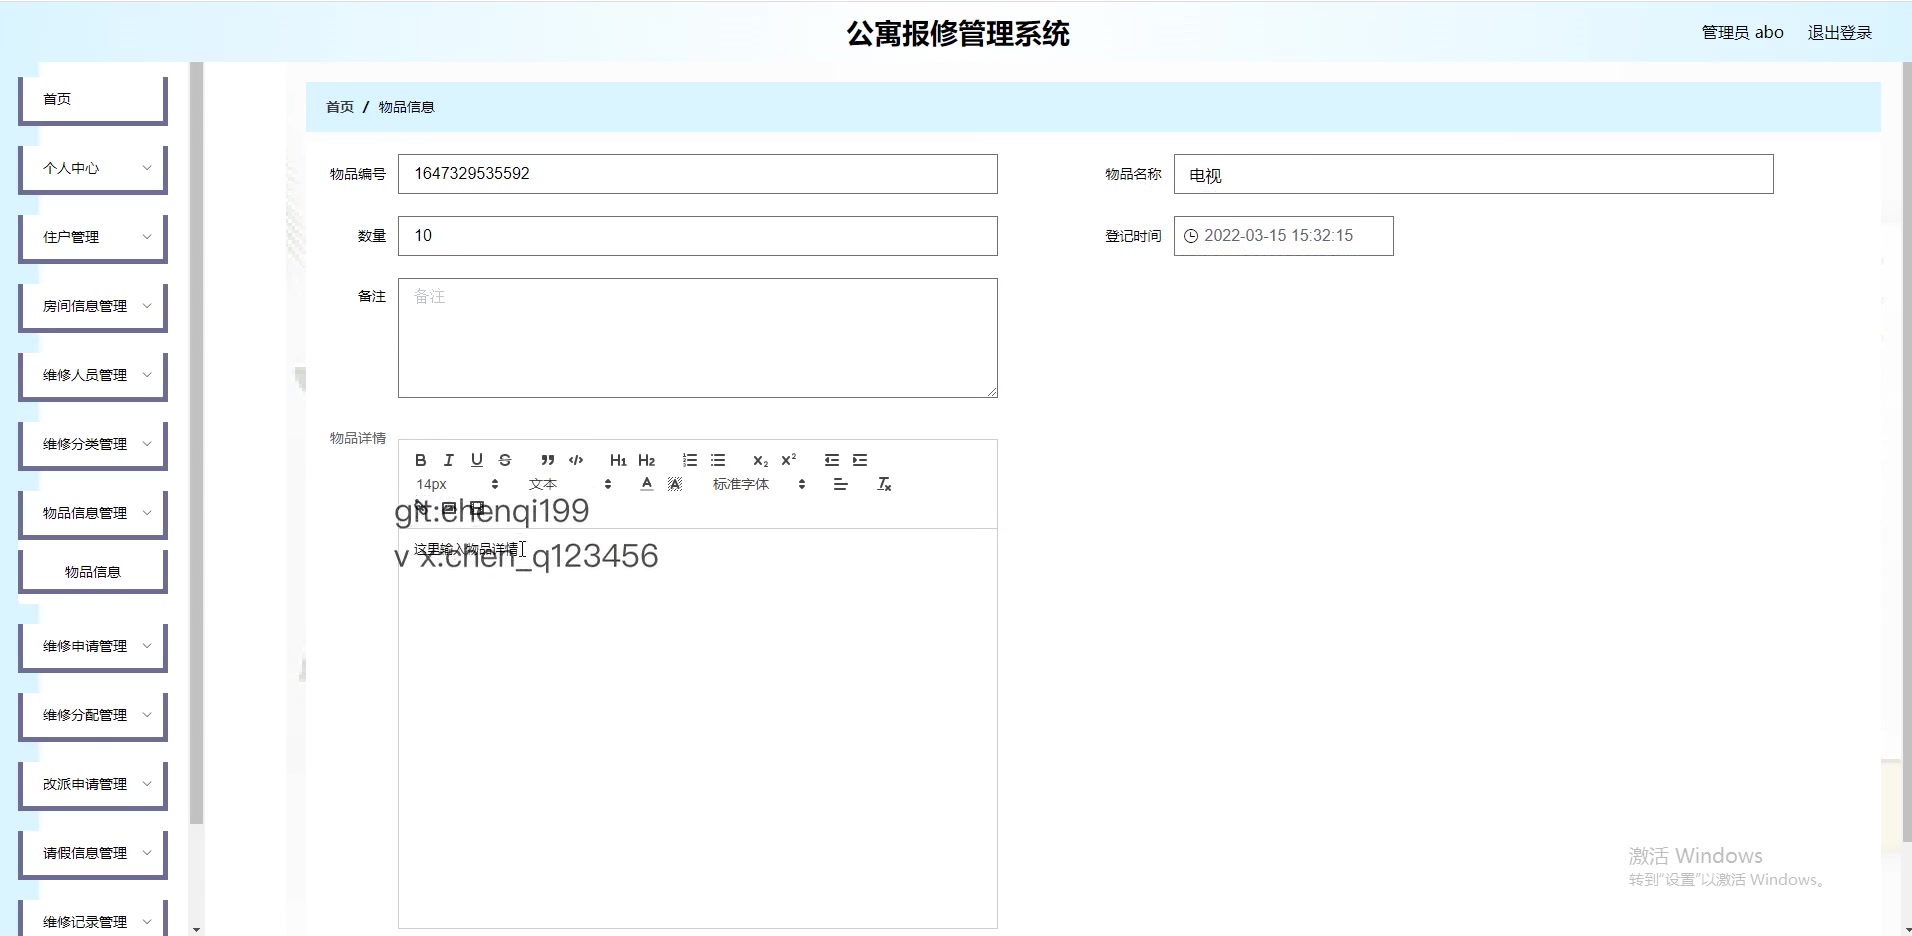 公寓报修管理系统
管理员 abo 退出登录
首页
个人中心
住户管理
房间信息管理
维修人员管理
维修分类管理
物品信息管理
物品信息
维修申请管理
维修分配管理
改派申请管理
请假信息管理
维修记录管理
首页 / 物品信息
物品编号 1647329535592 物品名称 电视
数量 10 登记时间 2022-03-15 15:32:15
备注 备注
物品详情
B I U S ” </> H1 H2 X₂ X²
14px 文本 A A 标准字体
git:chenqi199
这里输入物品详情
v x:chen_q123456
激活 Windows
转到“设置”以激活 Windows。